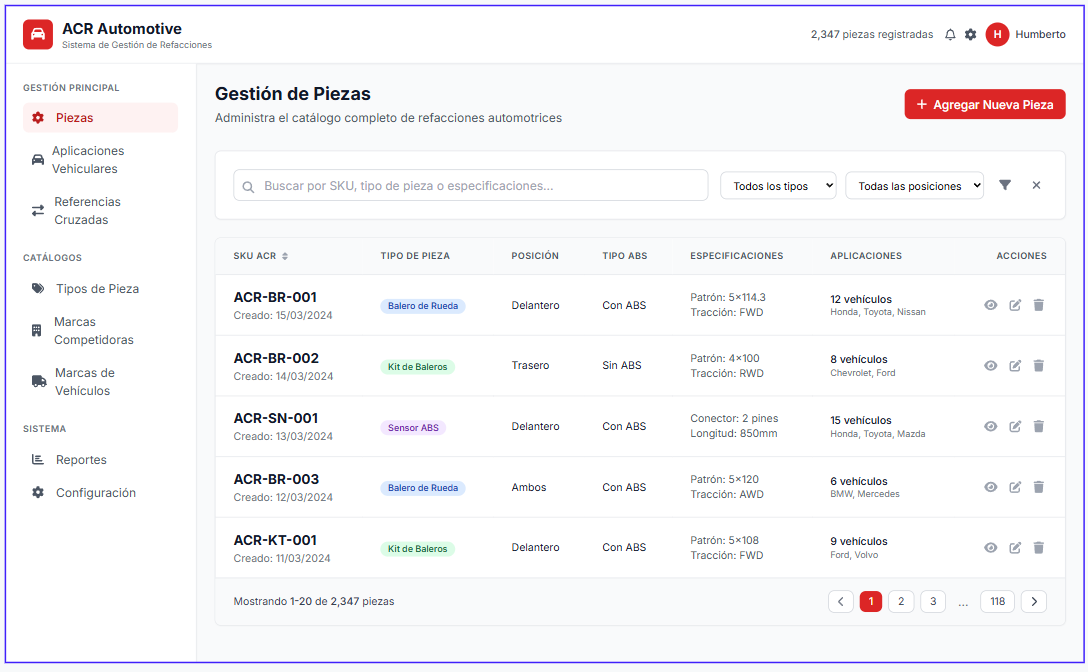 ACR Automotive
Sistema de Gestión de Refacciones
2,347 piezas registradas
H
Humberto
GESTIÓN PRINCIPAL
Piezas
Aplicaciones
Vehiculares
Referencias
Cruzadas
CATÁLOGOS
Tipos de Pieza
Marcas
Competidoras
Marcas de
Vehículos
SISTEMA
Reportes
Configuración
Gestión de Piezas
Administra el catálogo completo de refacciones automotrices
+ Agregar Nueva Pieza
Buscar por SKU, tipo de pieza o especificaciones...
Todos los tipos
Todas las posiciones
SKU ACR TIPO DE PIEZA POSICIÓN TIPO ABS ESPECIFICACIONES APLICACIONES ACCIONES
ACR-BR-001
Creado: 15/03/2024
Balero de Rueda
Delantero
Con ABS
Patrón: 5×114.3
Tracción: FWD
12 vehículos
Honda, Toyota, Nissan
ACR-BR-002
Creado: 14/03/2024
Kit de Baleros
Trasero
Sin ABS
Patrón: 4×100
Tracción: RWD
8 vehículos
Chevrolet, Ford
ACR-SN-001
Creado: 13/03/2024
Sensor ABS
Delantero
Con ABS
Conector: 2 pines
Longitud: 850mm
15 vehículos
Honda, Toyota, Mazda
ACR-BR-003
Creado: 12/03/2024
Balero de Rueda
Ambos
Con ABS
Patrón: 5×120
Tracción: AWD
6 vehículos
BMW, Mercedes
ACR-KT-001
Creado: 11/03/2024
Kit de Baleros
Delantero
Con ABS
Patrón: 5×108
Tracción: FWD
9 vehículos
Ford, Volvo
Mostrando 1-20 de 2,347 piezas
1 2 3 ... 118